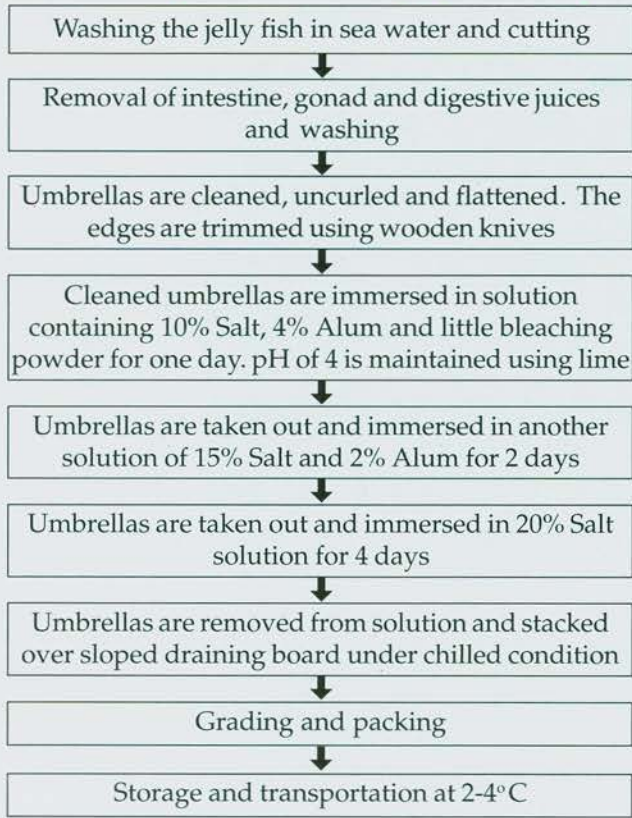 Washing the jelly fish in sea water and cutting
Removal of intestine, gonad and digestive juices
and washing
Umbrellas are cleaned, uncurled and flattened. The
edges are trimmed using wooden knives
Cleaned umbrellas are immersed in solution
containing 10% Salt, 4% Alum and little bleaching
powder for one day. pH of 4 is maintained using lime
Umbrellas are taken out and immersed in another
solution of 15% Salt and 2% Alum for 2 days
Umbrellas are taken out and immersed in 20% Salt
solution for 4 days
Umbrellas are removed from solution and stacked
over sloped draining board under chilled condition
Grading and packing
Storage and transportation at 2-4°C